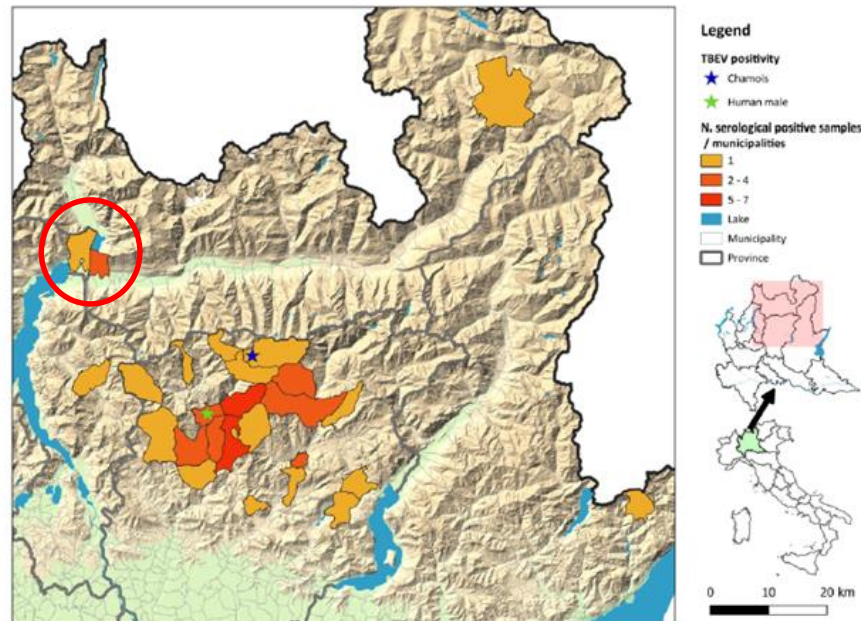 Legend
TBEV positivity
Chamois
Human male
N. serological positive samples
/ municipalities
1
2 - 4
5 - 7
Lake
Municipality
Province
0 10 20 km